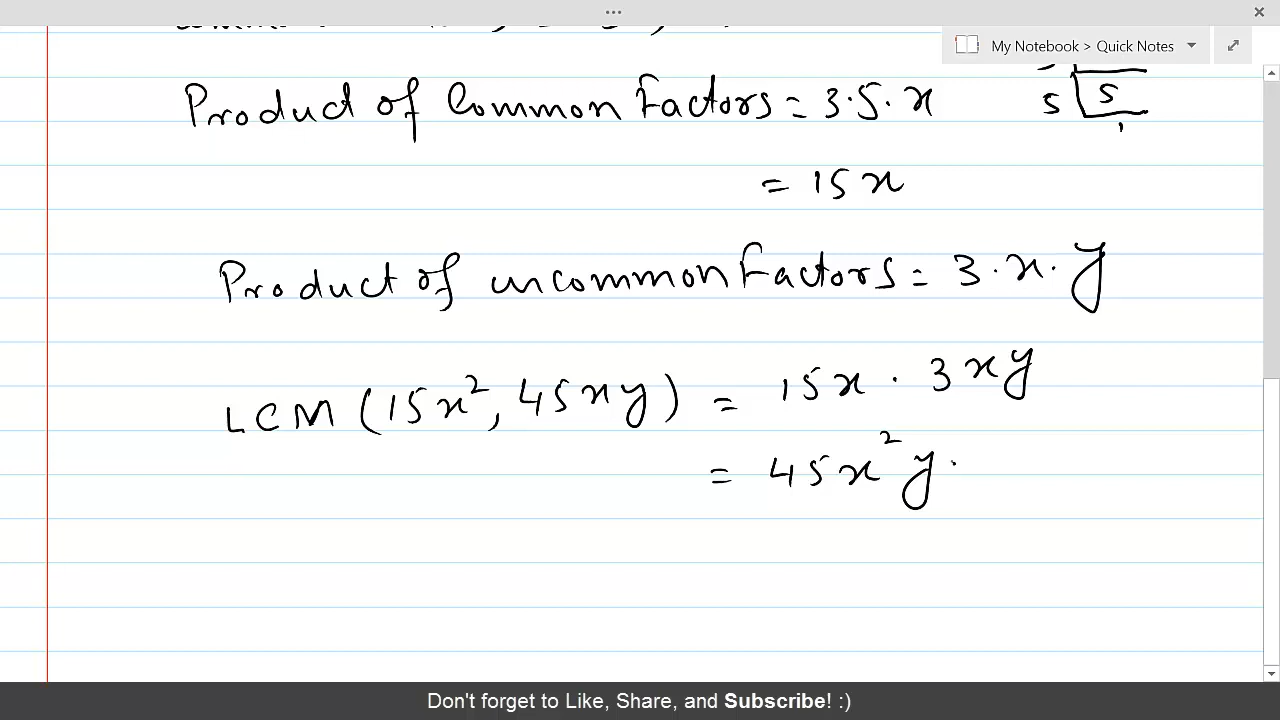 My Notebook > Quick Notes
Product of Common Factors = 3·5·x
5 5
1
= 15x
Product of uncommon Factors = 3·x·y
LCM (15x², 45xy) = 15x · 3xy
= 45x²y.
Don't forget to Like, Share, and Subscribe! :)